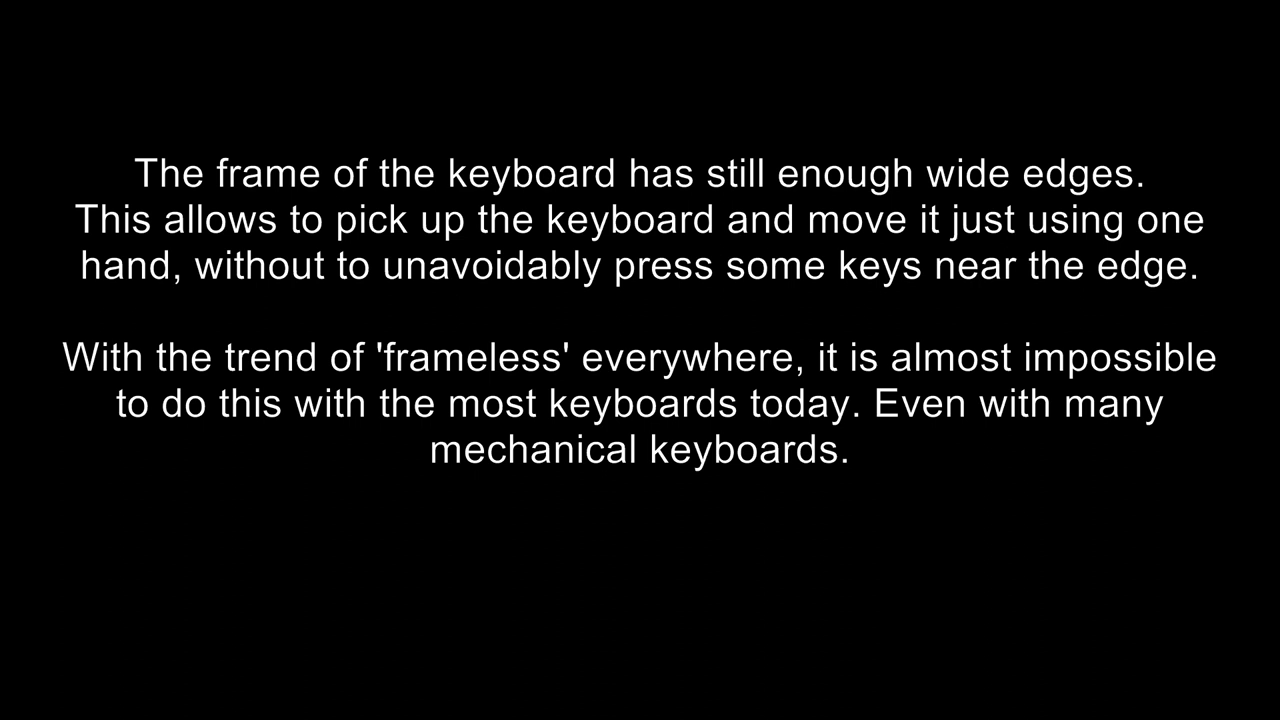 The frame of the keyboard has still enough wide edges.
This allows to pick up the keyboard and move it just using one
hand, without to unavoidably press some keys near the edge.
With the trend of 'frameless' everywhere, it is almost impossible
to do this with the most keyboards today. Even with many
mechanical keyboards.